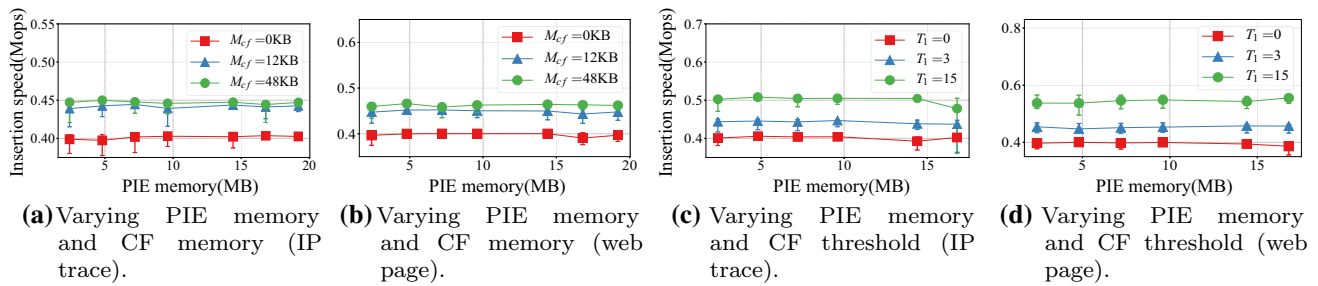 Insertion speed(Mops)
0.55
0.50
0.45
0.40
M_cf =0KB
M_cf =12KB
M_cf =48KB
5 10 15 20
PIE memory(MB)
(a) Varying PIE memory
and CF memory (IP
trace).
0.6
0.4
M_cf =0KB
M_cf =12KB
M_cf =48KB
5 10 15 20
PIE memory(MB)
(b) Varying PIE memory
and CF memory (web
page).
Insertion speed(Mops)
0.7
0.6
0.5
0.4
T_1 =0
T_1 =3
T_1 =15
5 10 15
PIE memory(MB)
(c) Varying PIE memory
and CF threshold (IP
trace).
0.8
0.6
0.4
T_1 =0
T_1 =3
T_1 =15
5 10 15
PIE memory(MB)
(d) Varying PIE memory
and CF threshold (web
page).